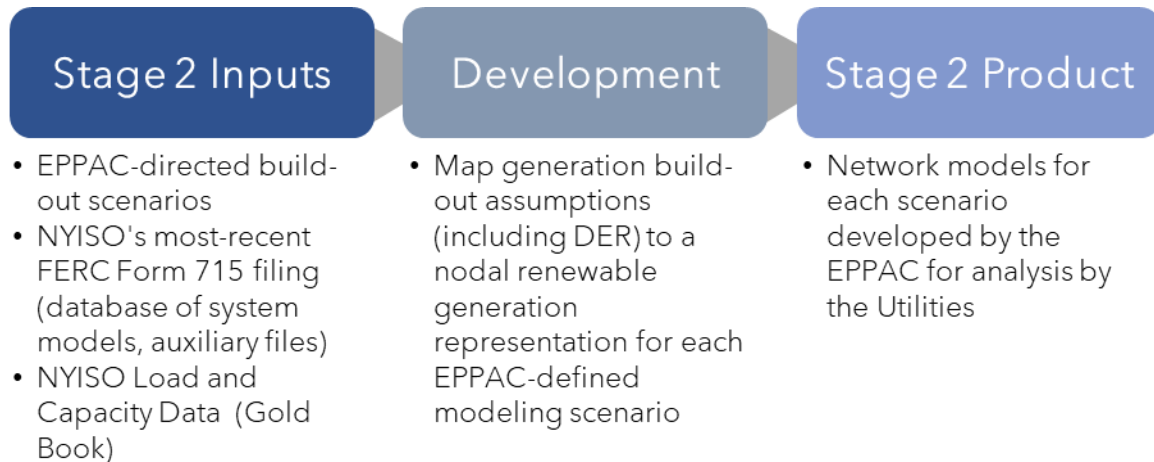 Stage 2 Inputs
• EPPAC-directed build-
out scenarios
• NYISO's most-recent
FERC Form 715 filing
(database of system
models, auxiliary files)
• NYISO Load and
Capacity Data (Gold
Book)
Development
• Map generation build-
out assumptions
(including DER) to a
nodal renewable
generation
representation for each
EPPAC-defined
modeling scenario
Stage 2 Product
• Network models for
each scenario
developed by the
EPPAC for analysis by
the Utilities